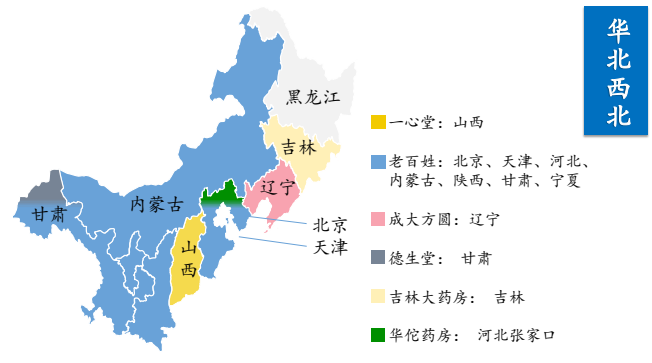 华北西北
黑龙江
吉林
辽宁
内蒙古
甘肃
北京
天津
山西
一心堂：山西
老百姓：北京、天津、河北、
内蒙古、陕西、甘肃、宁夏
成大方圆：辽宁
德生堂： 甘肃
吉林大药房： 吉林
华佗药房： 河北张家口